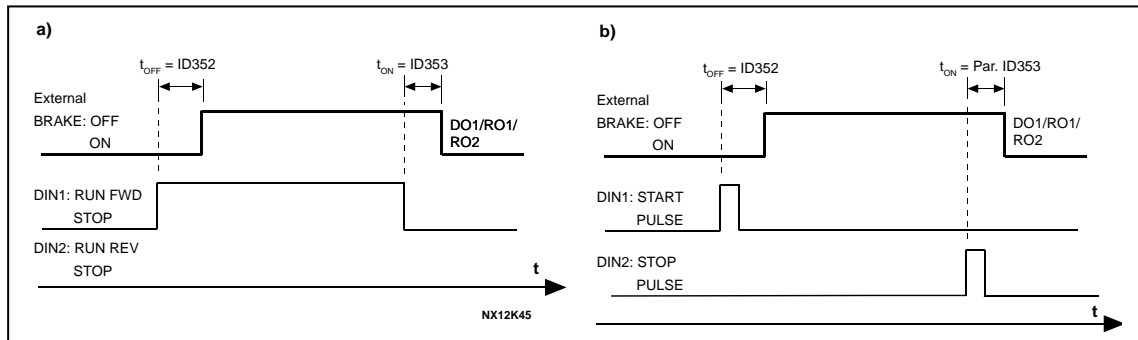 a)
t_OFF = ID352
t_ON = ID353
External
BRAKE: OFF
ON
DO1/RO1/
RO2
DIN1: RUN FWD
STOP
DIN2: RUN REV
STOP
t
NX12K45
b)
t_OFF = ID352
t_ON = Par. ID353
External
BRAKE: OFF
ON
DO1/RO1/
RO2
DIN1: START
PULSE
DIN2: STOP
PULSE
t